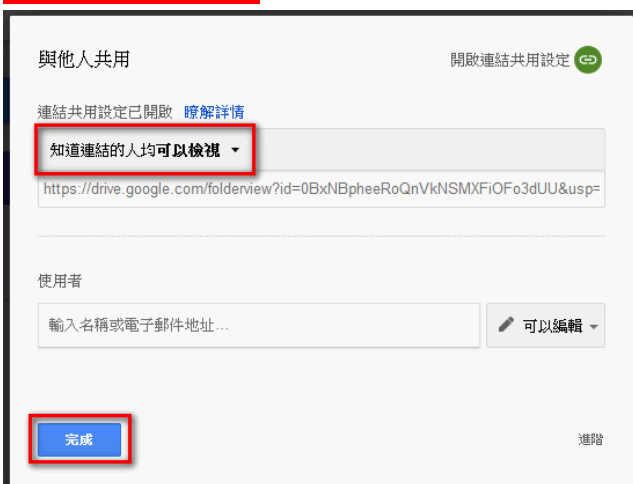 與他人共用
開啟連結共用設定
連結共用設定已開啟 瞭解詳情
知道連結的人均可以檢視
https://drive.google.com/folderview?id=0BxNBpheeRoQnVkNSMXFiOFo3dUU&usp=
使用者
輸入名稱或電子郵件地址...
可以編輯
完成
進階